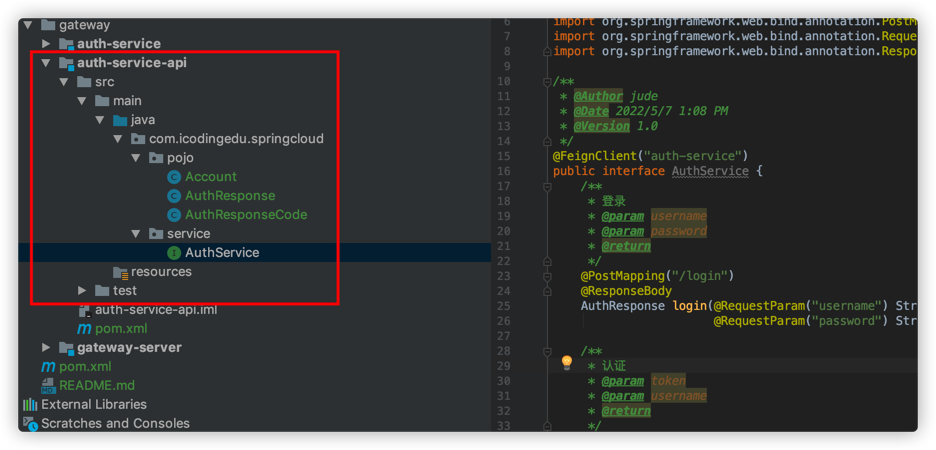 gateway
auth-service
auth-service-api
src
main
java
com.icodingedu.springcloud
pojo
Account
AuthResponse
AuthResponseCode
service
AuthService
resources
test
auth-service-api.iml
pom.xml
gateway-server
pom.xml
README.md
External Libraries
Scratches and Consoles
6 import org.springframework.web.bind.annotation.PostM
7 import org.springframework.web.bind.annotation.Reque
8 import org.springframework.web.bind.annotation.Respo
9
10 /**
11 * @Author jude
12 * @Date 2022/5/7 1:08 PM
13 * @Version 1.0
14 */
15 @FeignClient("auth-service")
16 public interface AuthService {
17 /**
18 * 登录
19 * @param username
20 * @param password
21 * @return
22 */
23 @PostMapping("/login")
24 @ResponseBody
25 AuthResponse login(@RequestParam("username") Str
26 @RequestParam("password") Str
27
28 /**
29 * 认证
30 * @param token
31 * @param username
32 * @return
33 */